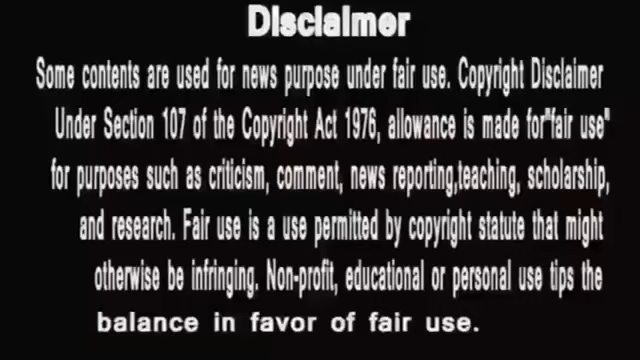 Disclaimer
Some contents are used for news purpose under fair use. Copyright Disclaimer
Under Section 107 of the Copyright Act 1976, allowance is made for"fair use"
for purposes such as criticism, comment, news reporting,teaching, scholarship,
and research. Fair use is a use permitted by copyright statute that might
otherwise be infringing. Non-profit, educational or personal use tips the
balance in favor of fair use.